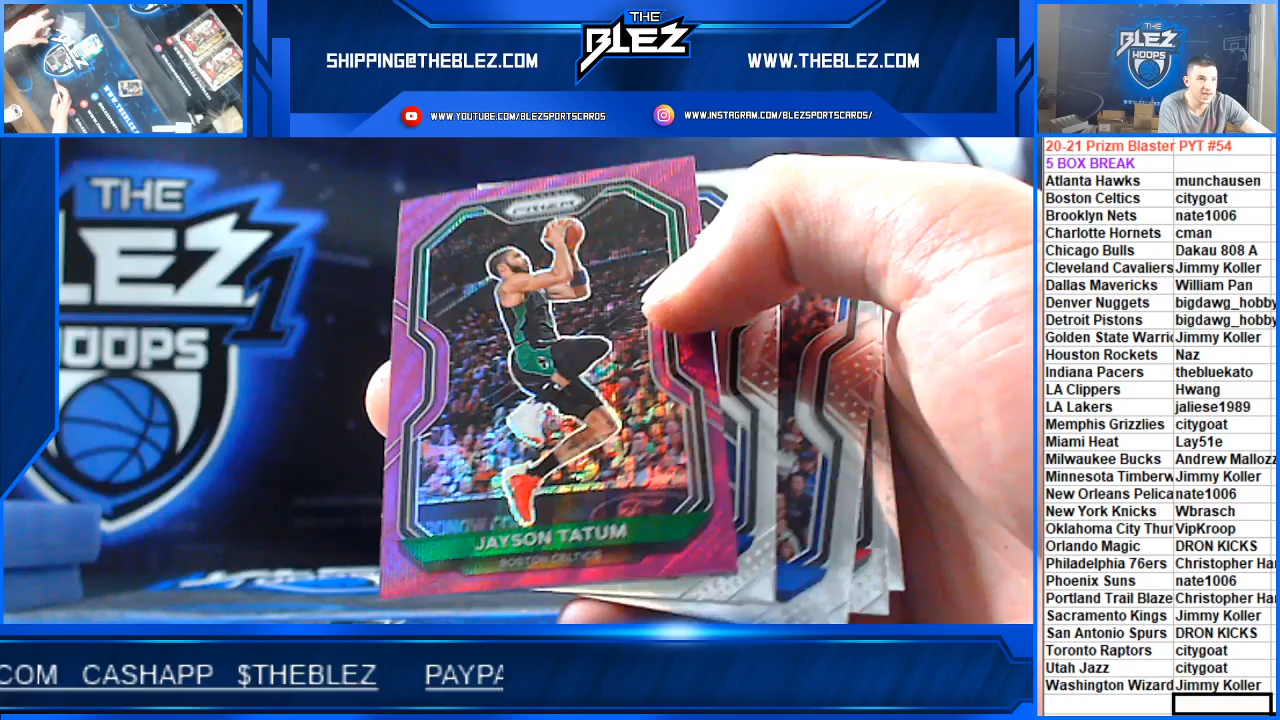 SHIPPING@THEBLEZ.COM
THE
BLEZ
WWW.THEBLEZ.COM
WWW.YOUTUBE.COM/BLEZSPORTSCARDS
WWW.INSTAGRAM.COM/BLEZSPORTSCARDS/
THE
BLEZ
HOOPS
THE
BLEZ
1
HOOPS
PRIZM
JAYSON TATUM
BOSTON CELTICS
20-21 Prizm Blaster PYT #54
5 BOX BREAK
Atlanta Hawks munchausen
Boston Celtics citygoat
Brooklyn Nets nate1006
Charlotte Hornets cman
Chicago Bulls Dakau 808 A
Cleveland Cavaliers Jimmy Koller
Dallas Mavericks William Pan
Denver Nuggets bigdawg_hobby
Detroit Pistons bigdawg_hobby
Golden State Warri Jimmy Koller
Houston Rockets Naz
Indiana Pacers thebluekato
LA Clippers Hwang
LA Lakers jaliese1989
Memphis Grizzlies citygoat
Miami Heat Lay51e
Milwaukee Bucks Andrew Mallozz
Minnesota Timberw Jimmy Koller
New Orleans Pelica nate1006
New York Knicks Wbrasch
Oklahoma City Thun VipKroop
Orlando Magic DRON KICKS
Philadelphia 76ers Christopher Har
Phoenix Suns nate1006
Portland Trail Blaze Christopher Har
Sacramento Kings Jimmy Koller
San Antonio Spurs DRON KICKS
Toronto Raptors citygoat
Utah Jazz citygoat
Washington Wizard Jimmy Koller
COM CASHAPP $THEBLEZ PAYPA